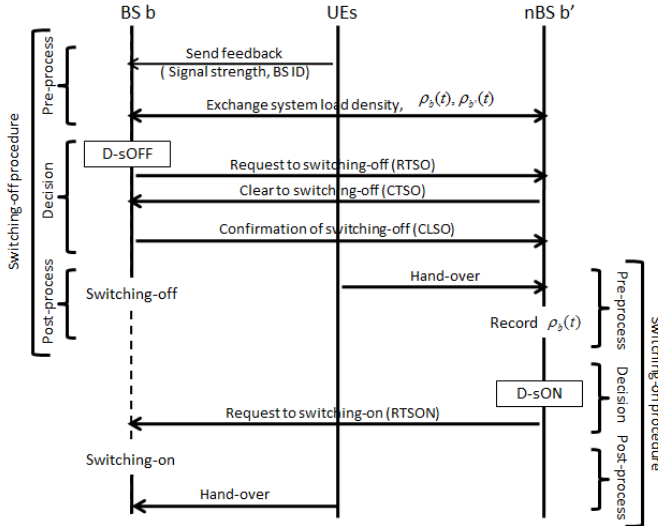 BS b
UEs
nBS b’
Send feedback
( Signal strength, BS ID)
Exchange system load density, ρb(t), ρb'(t)
D-sOFF
Request to switching-off (RTSO)
Clear to switching-off (CTSO)
Confirmation of switching-off (CLSO)
Hand-over
Switching-off
Record ρb(t)
D-sON
Request to switching-on (RTSON)
Switching-on
Hand-over
Switching-off procedure
Pre-process
Decision
Post-process
Pre-process
Decision
Post-process
Switching-on procedure